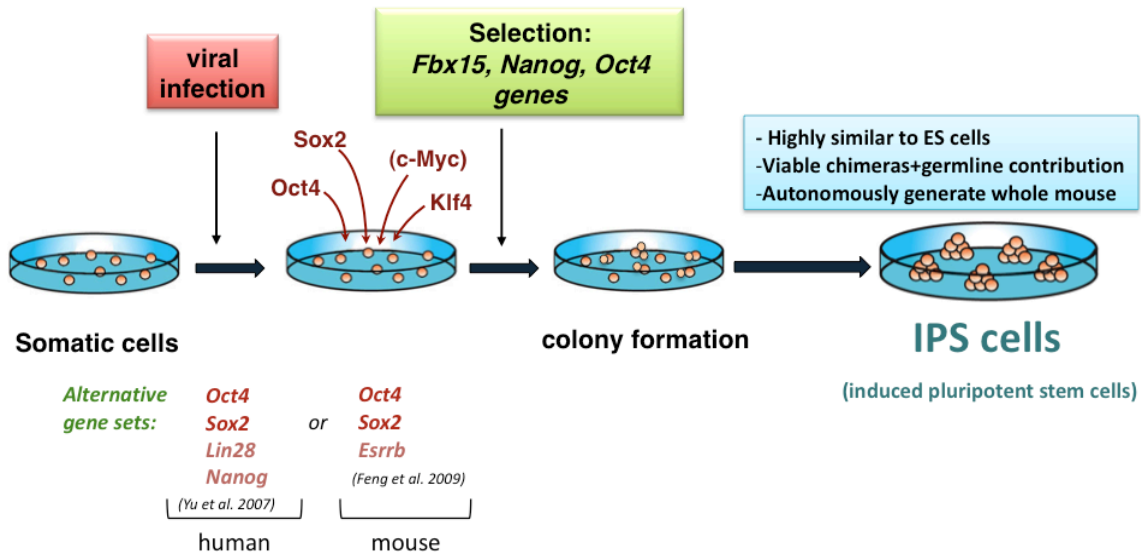 viral
infection
Selection:
Fbx15, Nanog, Oct4
genes
Sox2
(c-Myc)
Oct4
Klf4
- Highly similar to ES cells
-Viable chimeras+germline contribution
-Autonomously generate whole mouse
Somatic cells
colony formation
IPS cells
(induced pluripotent stem cells)
Alternative
gene sets:
Oct4
Sox2
Lin28
Nanog
(Yu et al. 2007)
human
or
Oct4
Sox2
Esrrb
(Feng et al. 2009)
mouse